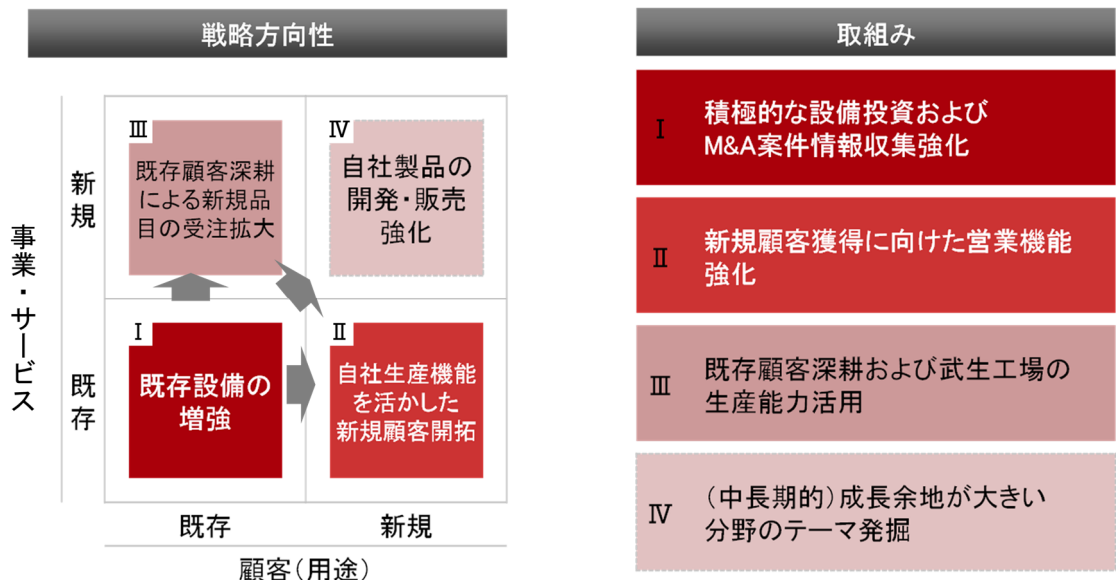 戦略方向性
事業・サービス
新規
既存
Ⅲ
既存顧客深耕
による新規品
目の受注拡大
Ⅳ
自社製品の
開発・販売
強化
Ⅰ
既存設備の
増強
Ⅱ
自社生産機能
を活かした
新規顧客開拓
既存
新規
顧客(用途)
取組み
Ⅰ
積極的な設備投資および
M&A案件情報収集強化
Ⅱ
新規顧客獲得に向けた営業機能
強化
Ⅲ
既存顧客深耕および武生工場の
生産能力活用
Ⅳ
(中長期的)成長余地が大きい
分野のテーマ発掘